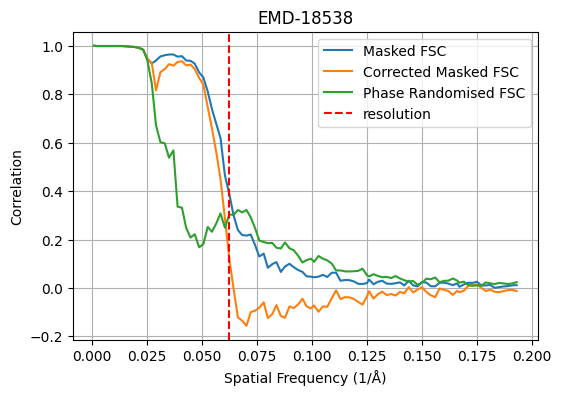 EMD-18538
Masked FSC
Corrected Masked FSC
Phase Randomised FSC
resolution
Correlation
1.0
0.8
0.6
0.4
0.2
0.0
−0.2
0.000 0.025 0.050 0.075 0.100 0.125 0.150 0.175 0.200
Spatial Frequency (1/Å)